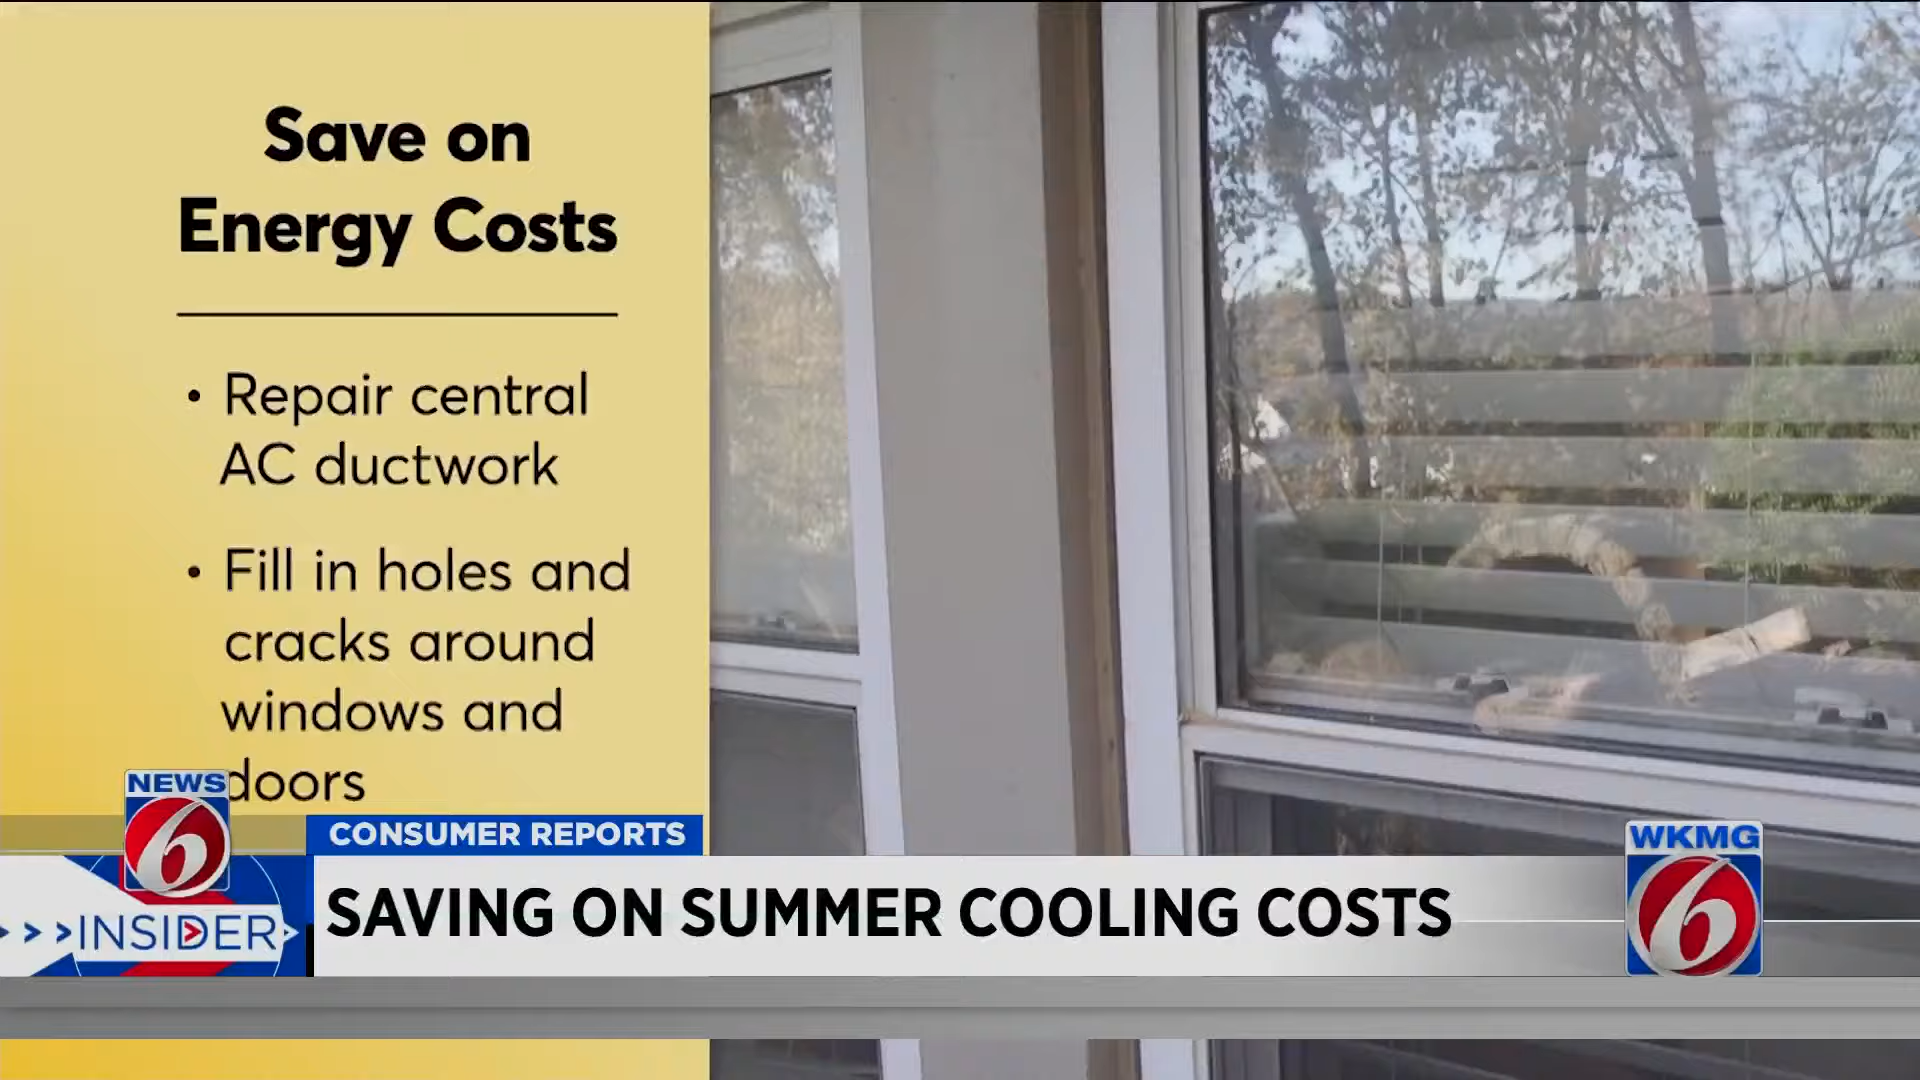 Save on
Energy Costs
• Repair central
AC ductwork
• Fill in holes and
cracks around
windows and
doors
NEWS
6
INSIDER
CONSUMER REPORTS
SAVING ON SUMMER COOLING COSTS
WKMG
6